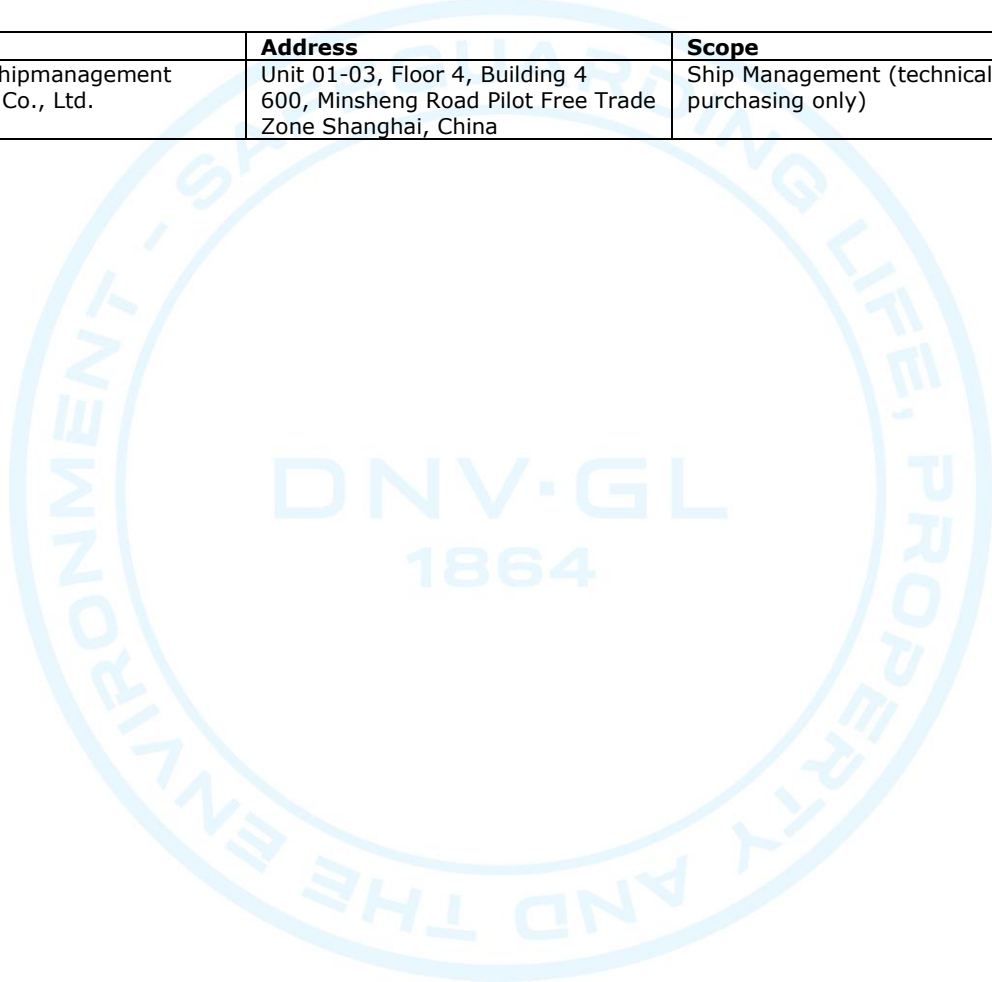 Address Scope
Unit 01-03, Floor 4, Building 4 Ship Management (technical
Co., Ltd. 600, Minsheng Road Pilot Free Trade purchasing only)
Zone Shanghai, China
SAFEGUARDING LIFE, PROPERTY AND THE ENVIRONMENT -
DNV·GL
1864